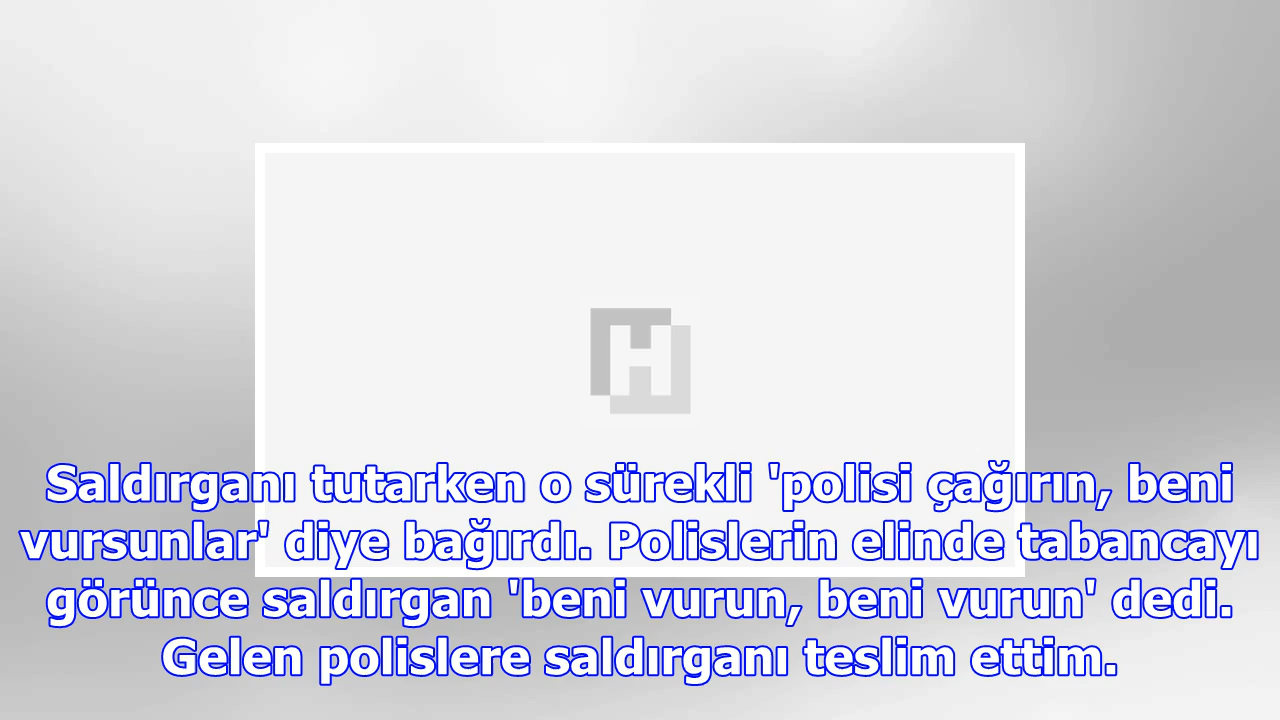 Saldırganı tutarken o sürekli 'polisi çağırın, beni
vursunlar' diye bağırdı. Polislerin elinde tabancayı
görünce saldırgan 'beni vurun, beni vurun' dedi.
Gelen polislere saldırganı teslim ettim.